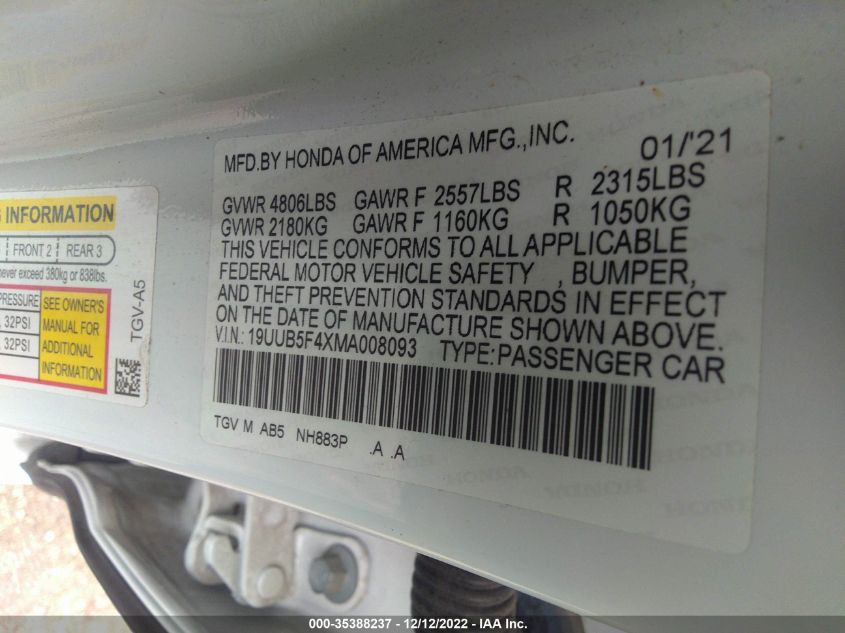 MFD.BY HONDA OF AMERICA MFG.,INC. 01/'21
GVWR 4806LBS GAWR F 2557LBS R 2315LBS
GVWR 2180KG GAWR F 1160KG R 1050KG
THIS VEHICLE CONFORMS TO ALL APPLICABLE
FEDERAL MOTOR VEHICLE SAFETY , BUMPER,
AND THEFT PREVENTION STANDARDS IN EFFECT
ON THE DATE OF MANUFACTURE SHOWN ABOVE.
V.I.N.: 19UUB5F4XMA008093 TYPE:PASSENGER CAR
TGV M AB5 NH883P .A .A
INFORMATION
FRONT 2 REAR 3
never exceed 380kg or 838lbs.
PRESSURE SEE OWNER'S
32PSI MANUAL FOR
32PSI ADDITIONAL
INFORMATION
TGV-A5
HONDA HONDA HONDA
000-35388237 - 12/12/2022 - IAA Inc.